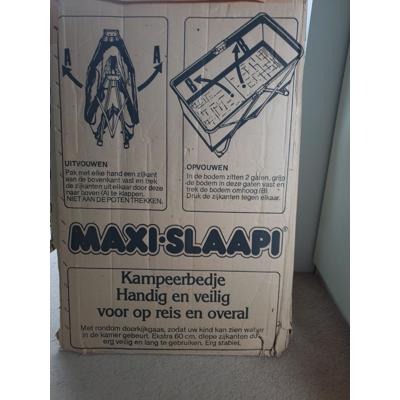 A A
B B
UITVOUWEN
Pak met elke hand een zijkant
aan de bovenkant vast en trek
de zijkanten uit elkaar door deze
naar boven (A) te klappen.
NIET AAN DE POTEN TREKKEN.
OPVOUWEN
In de bodem zitten 2 gaten, grijp
de bodem in deze gaten vast en
trek de bodem omhoog (B).
Druk de zijkanten tegen elkaar.
MAXI·SLAAPI®
Kampeerbedje
Handig en veilig
voor op reis en overal
Met rondom doorkijkgaas, zodat uw kind kan zien wat er
in de kamer gebeurt. Ekstra 60 cm. diepe zijkanten du
erg veilig en lang te gebruiken. Erg stabiel.